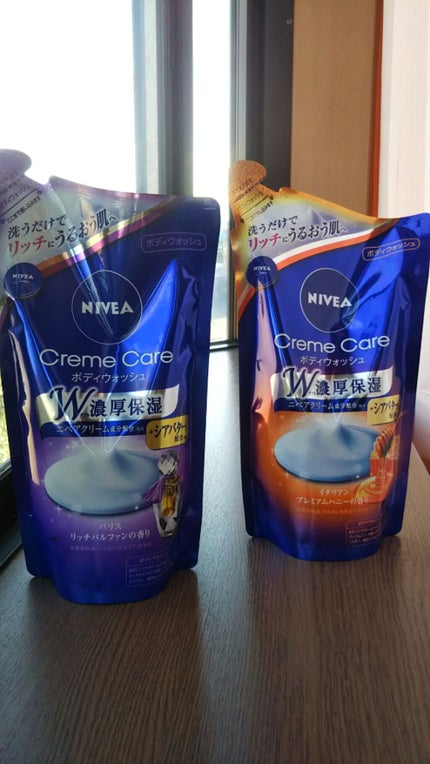 洗うだけで
リッチにうるおう肌へ
ボディウォッシュ
NIVEA
NIVEA
Creme Care
ボディウォッシュ
W濃厚保湿
ニベアクリーム成分配合
+シアバター
配合
パリス
リッチパルファンの香り
洗うだけで
リッチにうるおう肌へ
ボディウォッシュ
NIVEA
NIVEA
Creme Care
ボディウォッシュ
W濃厚保湿
ニベアクリーム成分配合
+シアバター
配合
イタリアン
プレミアムハニーの香り